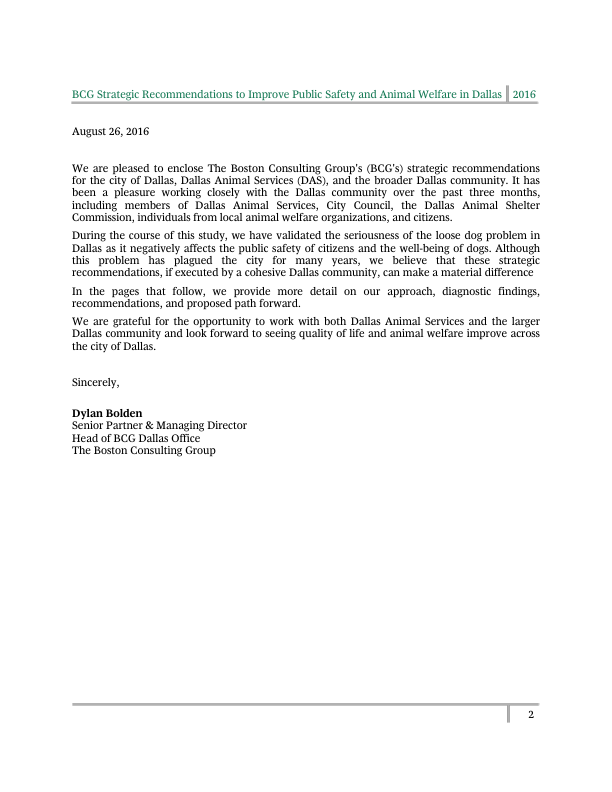 BCG Strategic Recommendations to Improve Public Safety and Animal Welfare in Dallas 2016
August 26, 2016
We are pleased to enclose The Boston Consulting Group's (BCG's) strategic recommendations
for the city of Dallas, Dallas Animal Services (DAS), and the broader Dallas community. It has
been a pleasure working closely with the Dallas community over the past three months,
including members of Dallas Animal Services, City Council, the Dallas Animal Shelter
Commission, individuals from local animal welfare organizations, and citizens.
During the course of this study, we have validated the seriousness of the loose dog problem in
Dallas as it negatively affects the public safety of citizens and the well-being of dogs. Although
this problem has plagued the city for many years, we believe that these strategic
recommendations, if executed by a cohesive Dallas community, can make a material difference
In the pages that follow, we provide more detail on our approach, diagnostic findings,
recommendations, and proposed path forward.
We are grateful for the opportunity to work with both Dallas Animal Services and the larger
Dallas community and look forward to seeing quality of life and animal welfare improve across
the city of Dallas.
Sincerely,
Dylan Bolden
Senior Partner & Managing Director
Head of BCG Dallas Office
The Boston Consulting Group
2